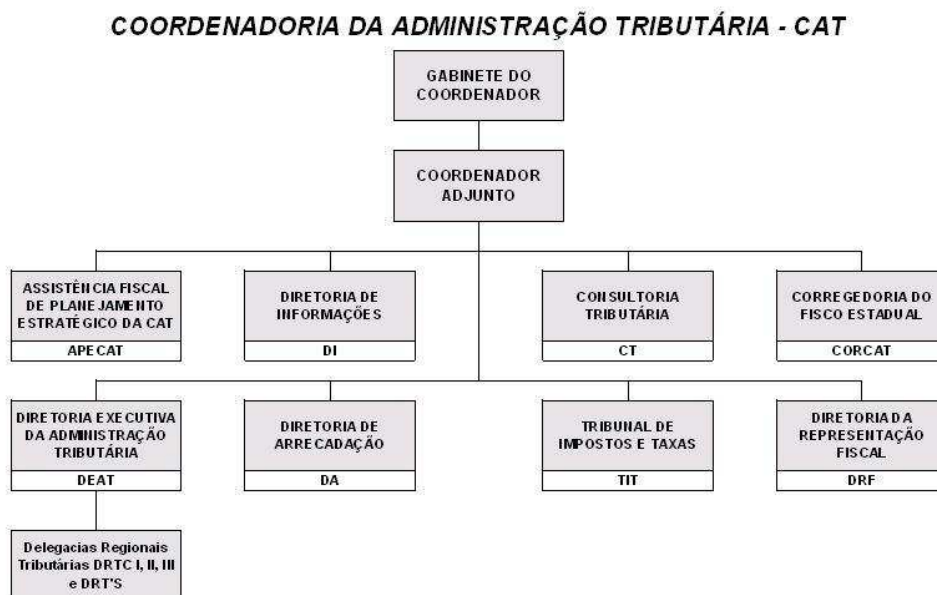 COORDENADORIA DA ADMINISTRAÇÃO TRIBUTÁRIA - CAT
GABINETE DO
COORDENADOR
COORDENADOR
ADJUNTO
ASSISTÊNCIA FISCAL
DE PLANEJAMENTO
ESTRATÉGICO DA CAT
APECAT
DIRETORIA DE
INFORMAÇÕES
DI
CONSULTORIA
TRIBUTÁRIA
CT
CORREGEDORIA DO
FISCO ESTADUAL
CORCAT
DIRETORIA EXECUTIVA
DA ADMINISTRAÇÃO
TRIBUTÁRIA
DEAT
DIRETORIA DE
ARRECADAÇÃO
DA
TRIBUNAL DE
IMPOSTOS E TAXAS
TIT
DIRETORIA DA
REPRESENTAÇÃO
FISCAL
DRF
Delegacias Regionais
Tributárias DRTC I, II, III
e DRT'S